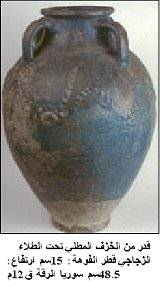 قدر من الخزف المطلي تحت الطلاء
الزجاجي قطر الفوهة : 15سم ارتفاع:
48.5سم سوريا الرقة ق12م